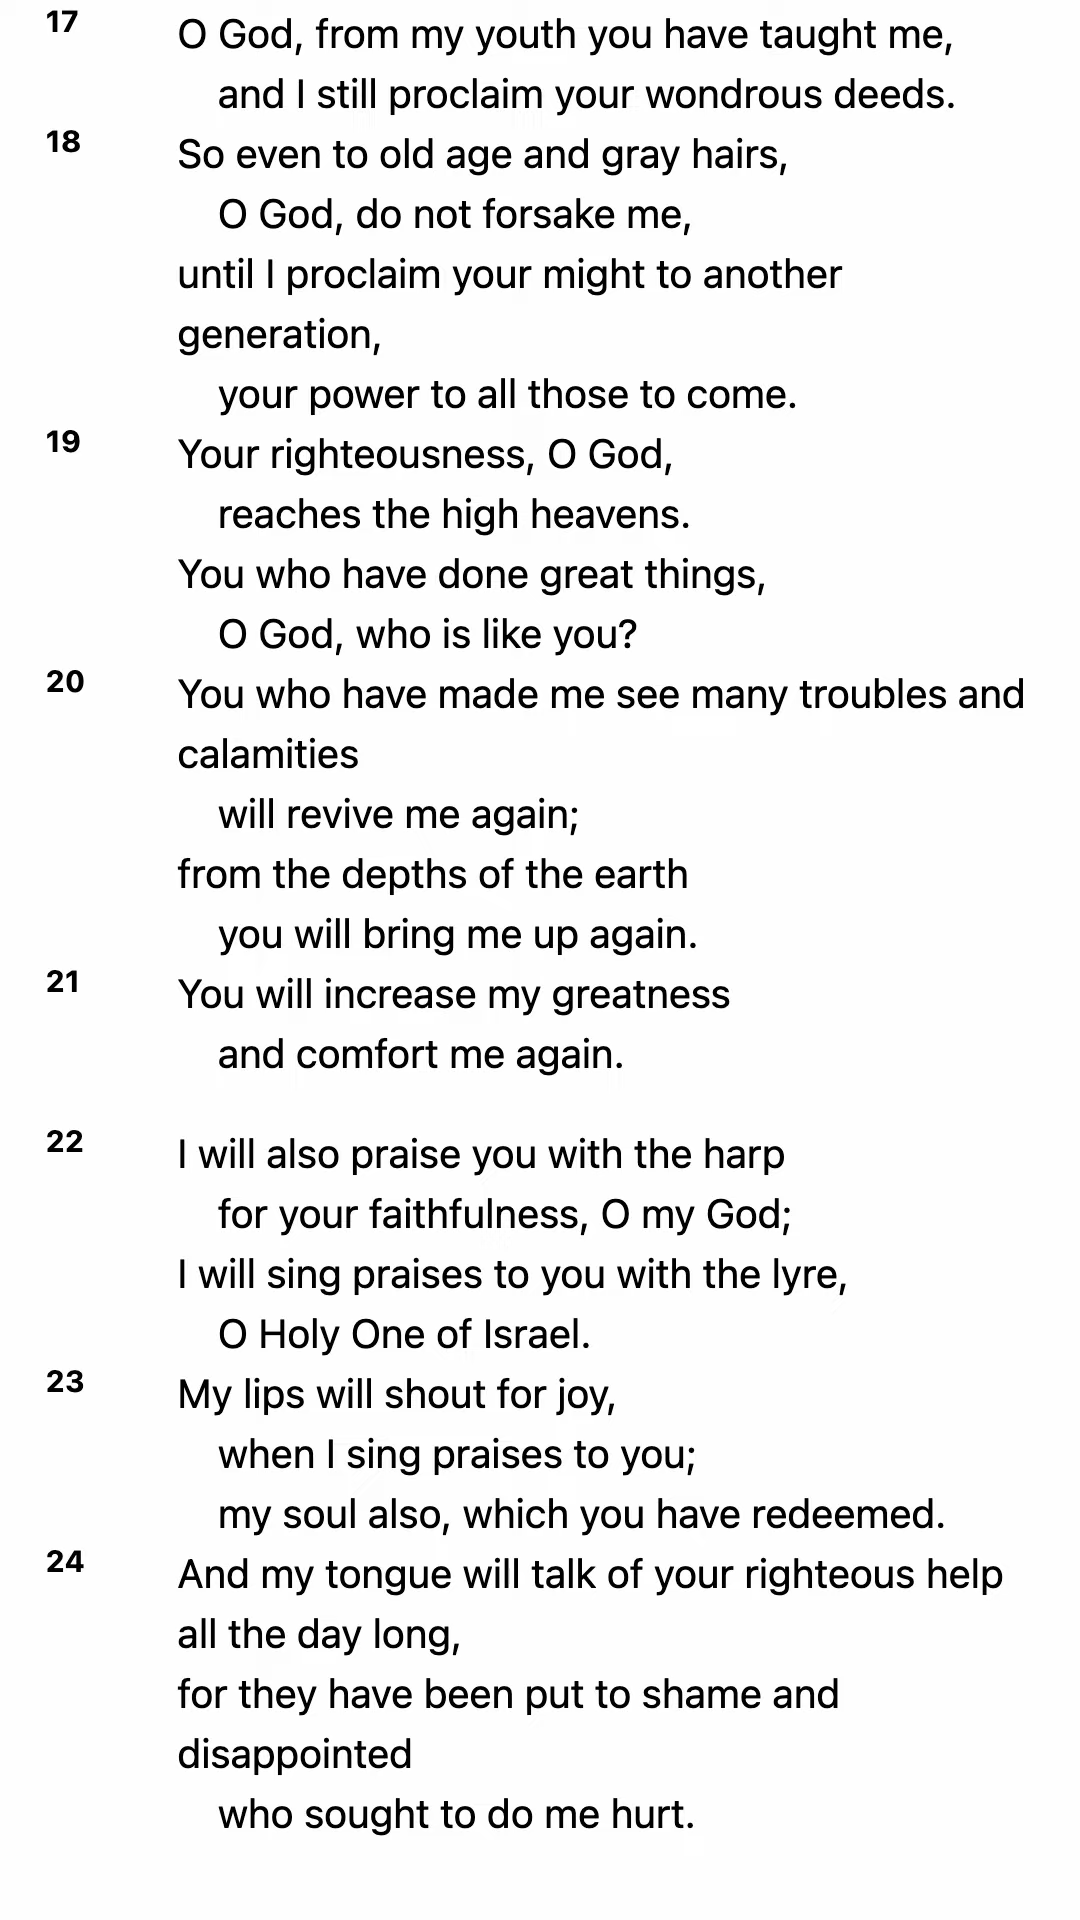 17 O God, from my youth you have taught me,
and I still proclaim your wondrous deeds.
18 So even to old age and gray hairs,
O God, do not forsake me,
until I proclaim your might to another
generation,
your power to all those to come.
19 Your righteousness, O God,
reaches the high heavens.
You who have done great things,
O God, who is like you?
20 You who have made me see many troubles and
calamities
will revive me again;
from the depths of the earth
you will bring me up again.
21 You will increase my greatness
and comfort me again.
22 I will also praise you with the harp
for your faithfulness, O my God;
I will sing praises to you with the lyre,
O Holy One of Israel.
23 My lips will shout for joy,
when I sing praises to you;
my soul also, which you have redeemed.
24 And my tongue will talk of your righteous help
all the day long,
for they have been put to shame and
disappointed
who sought to do me hurt.